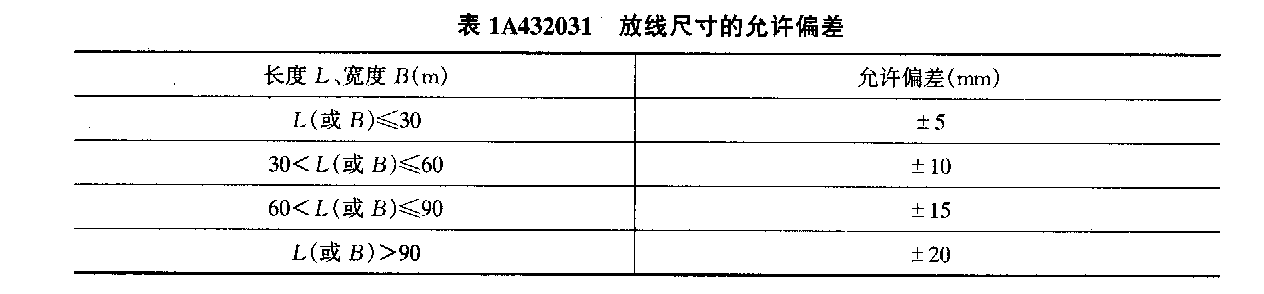 表 1A432031 放线尺寸的允许偏差
长度 L、宽度 B(m) 允许偏差(mm)
L(或 B)≤30 ±5
30<L(或 B)≤60 ±10
60<L(或 B)≤90 ±15
L(或 B)>90 ±20